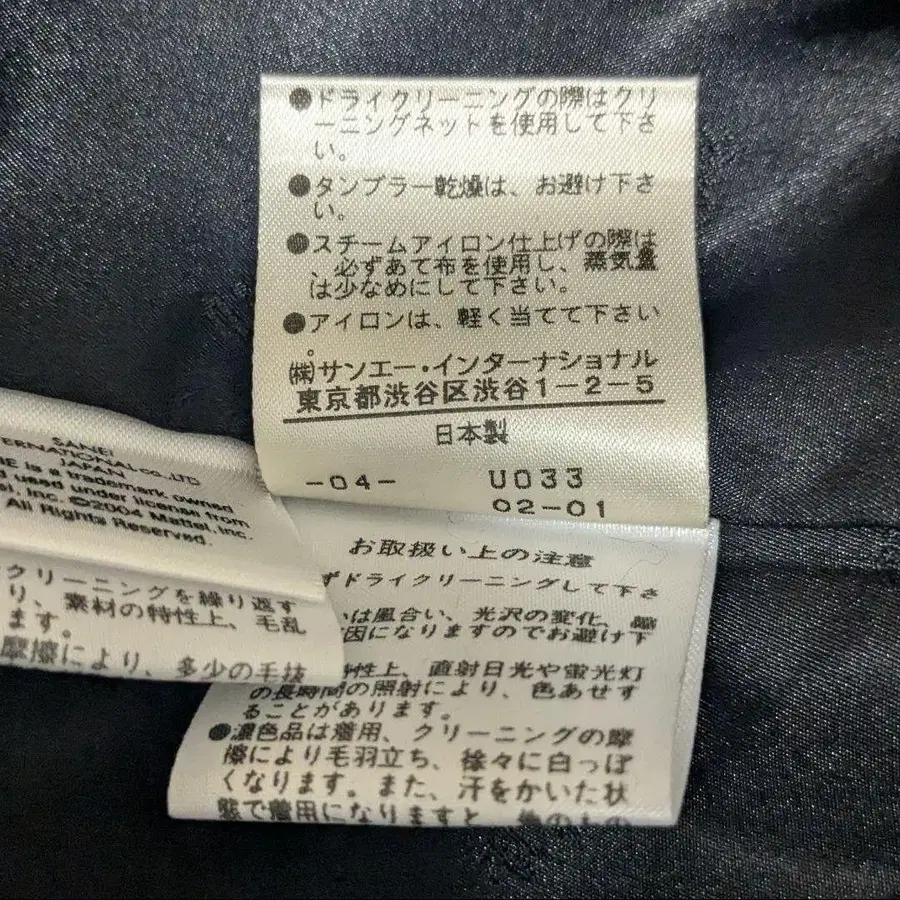 ●ドライクリーニングの際はクリ
ーニングネットを使用して下さ
い。
●タンブラー乾燥は、お避け下さ
い。
●スチームアイロン仕上げの際は
、必ずあて布を使用し、蒸気量
は少なめにして下さい。
●アイロンは、軽く当てて下さい
。
㈱サンエー・インターナショナル
東京都渋谷区渋谷1-2-5
日本製
-04- U033
02-01
SANEI
ERNATIONAL CO.,LTD
JAPAN
IE is a trademark owned
d used under license from
el, Inc. ©2004 Mattel, Inc.
All Rights Reserved.
クリーニングを繰り返す
り、素材の特性上、毛乱
ます。
摩擦により、多少の毛抜
お取扱い上の注意
ずドライクリーニングして下さ
いは風合い、光沢の変化、
因になりますのでお避け下
特性上、直射日光や蛍光灯
の長時間の照射により、色あせす
ることがあります。
●濃色品は着用、クリーニングの摩
擦により毛羽立ち、徐々に白っぽ
くなります。また、汗をかいた状
態で着用になりますと、他のもの